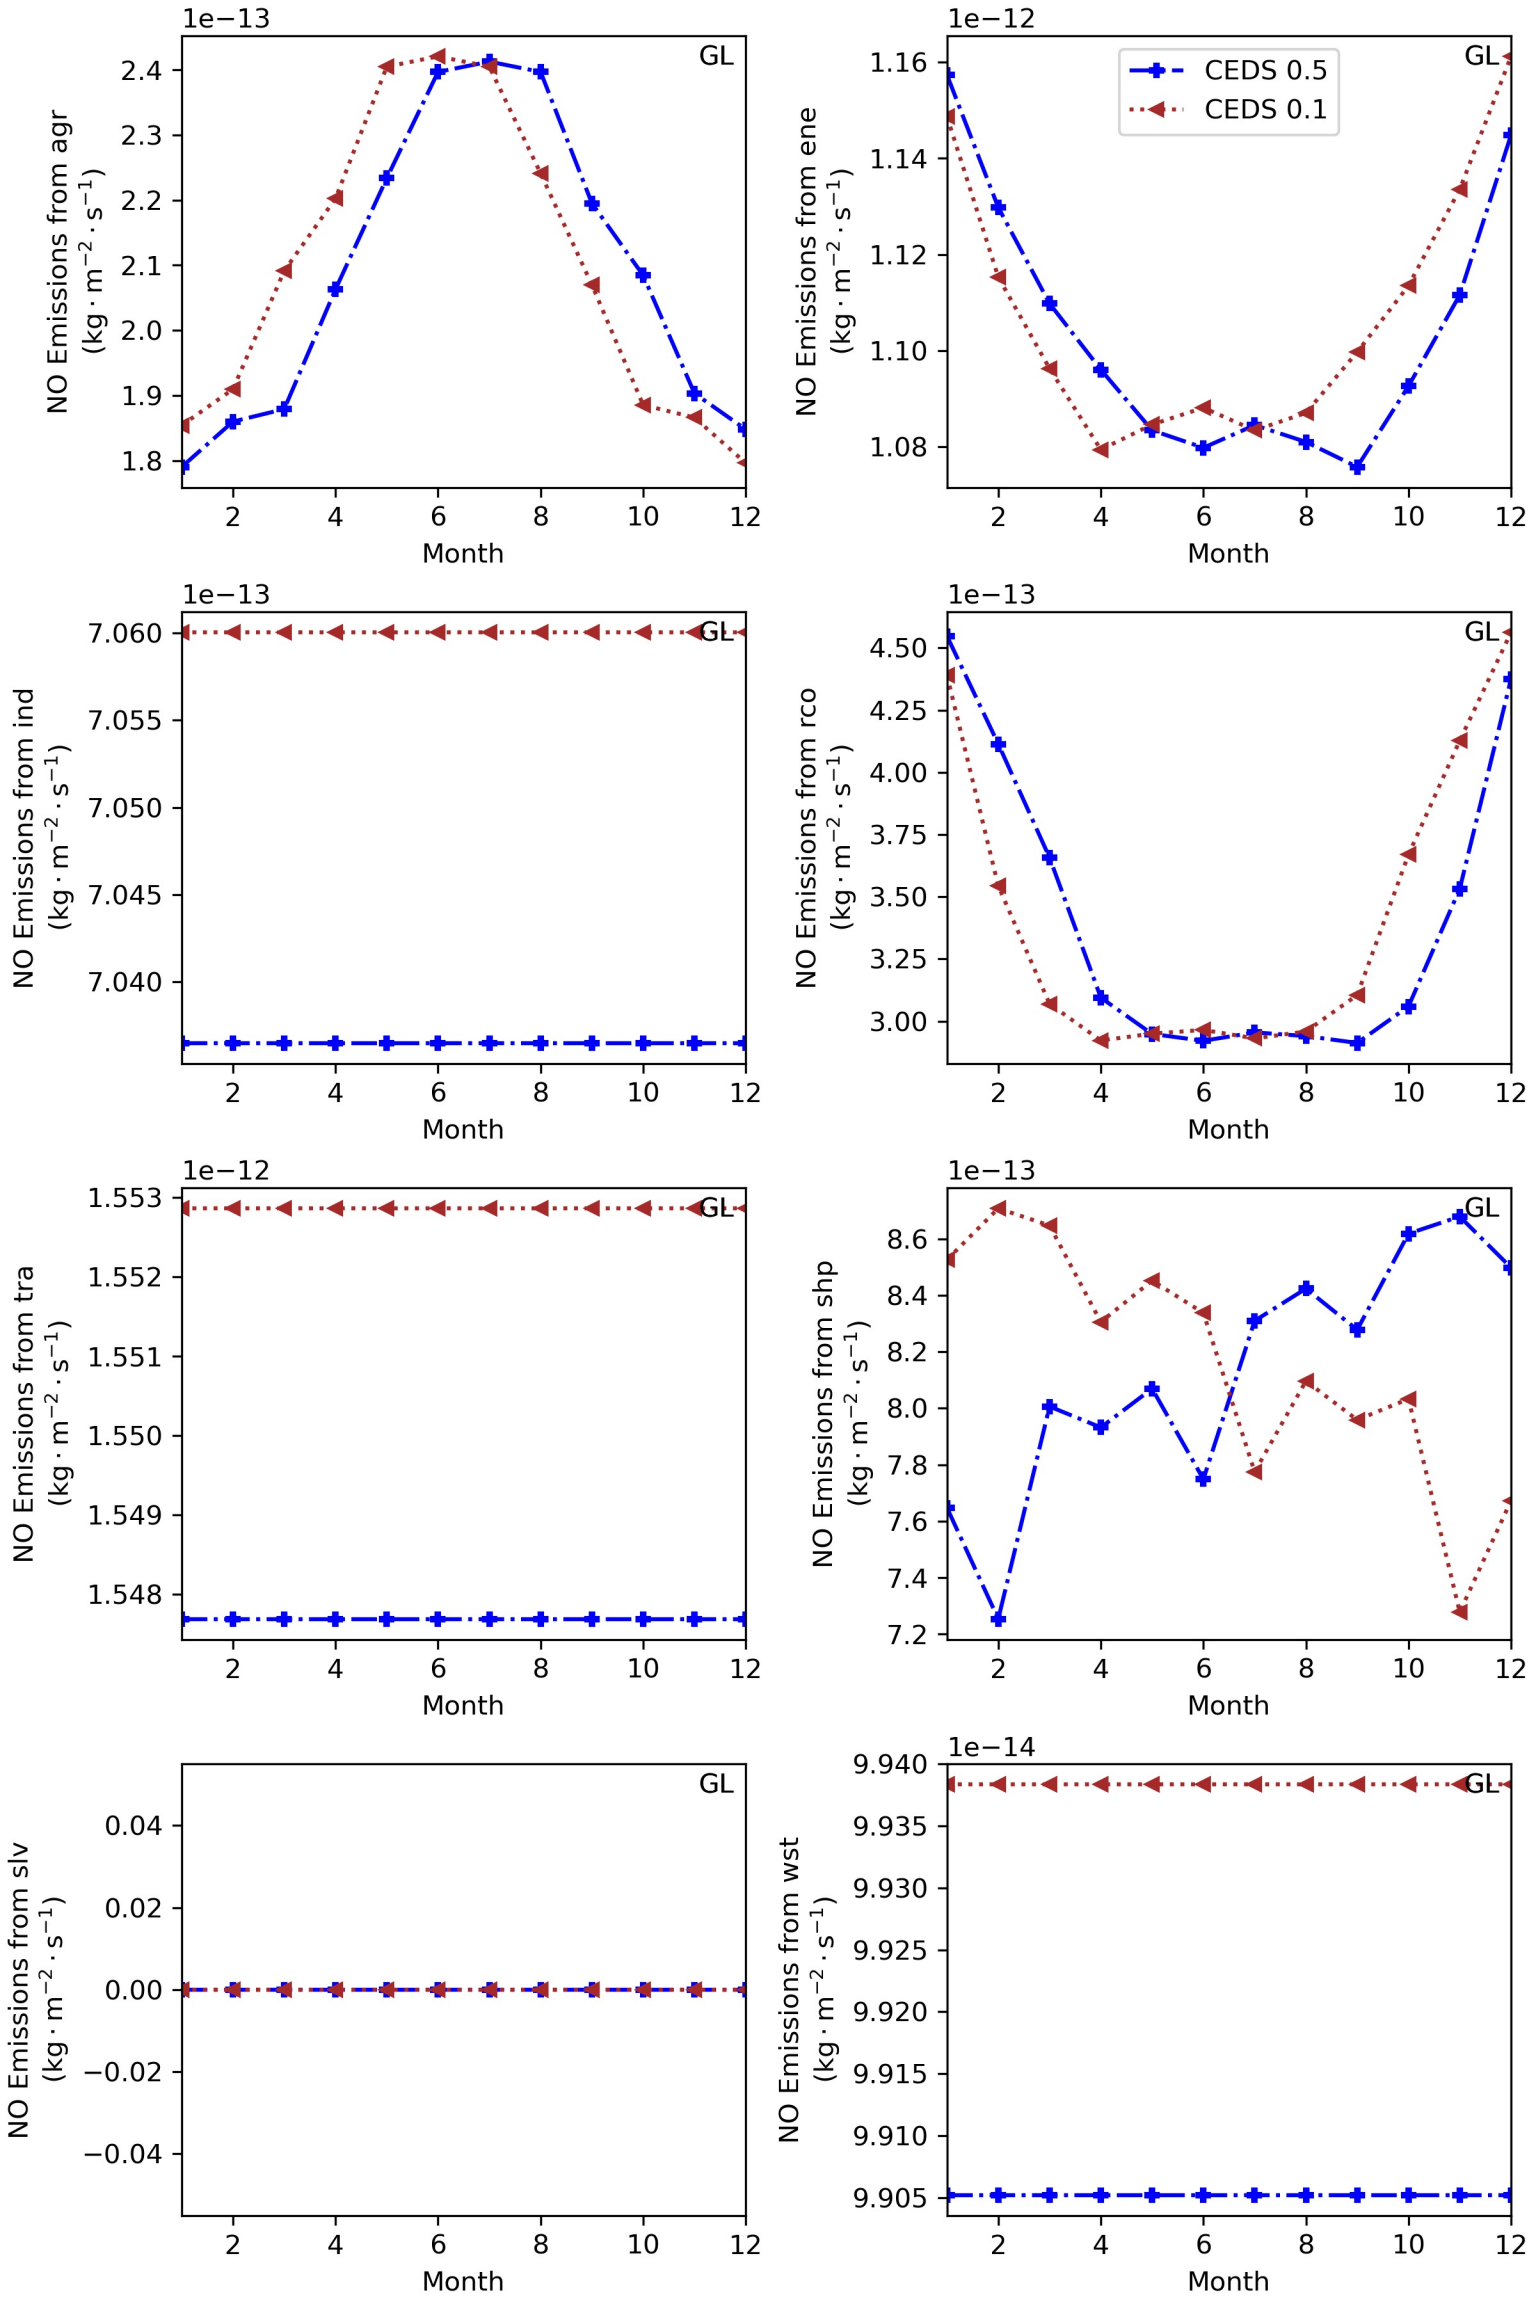 1e−13
GL
2.4
2.3
2.2
2.1
2.0
1.9
1.8
NO Emissions from agr
(kg · m⁻² · s⁻¹)
2 4 6 8 10 12
Month
1e−12
GL
CEDS 0.5
CEDS 0.1
1.16
1.14
1.12
1.10
1.08
NO Emissions from ene
(kg · m⁻² · s⁻¹)
2 4 6 8 10 12
Month
1e−13
GL
7.060
7.055
7.050
7.045
7.040
NO Emissions from ind
(kg · m⁻² · s⁻¹)
2 4 6 8 10 12
Month
1e−13
GL
4.50
4.25
4.00
3.75
3.50
3.25
3.00
NO Emissions from rco
(kg · m⁻² · s⁻¹)
2 4 6 8 10 12
Month
1e−12
GL
1.553
1.552
1.551
1.550
1.549
1.548
NO Emissions from tra
(kg · m⁻² · s⁻¹)
2 4 6 8 10 12
Month
1e−13
GL
8.6
8.4
8.2
8.0
7.8
7.6
7.4
7.2
NO Emissions from shp
(kg · m⁻² · s⁻¹)
2 4 6 8 10 12
Month
GL
0.04
0.02
0.00
−0.02
−0.04
NO Emissions from slv
(kg · m⁻² · s⁻¹)
2 4 6 8 10 12
Month
1e−14
GL
9.940
9.935
9.930
9.925
9.920
9.915
9.910
9.905
NO Emissions from wst
(kg · m⁻² · s⁻¹)
2 4 6 8 10 12
Month